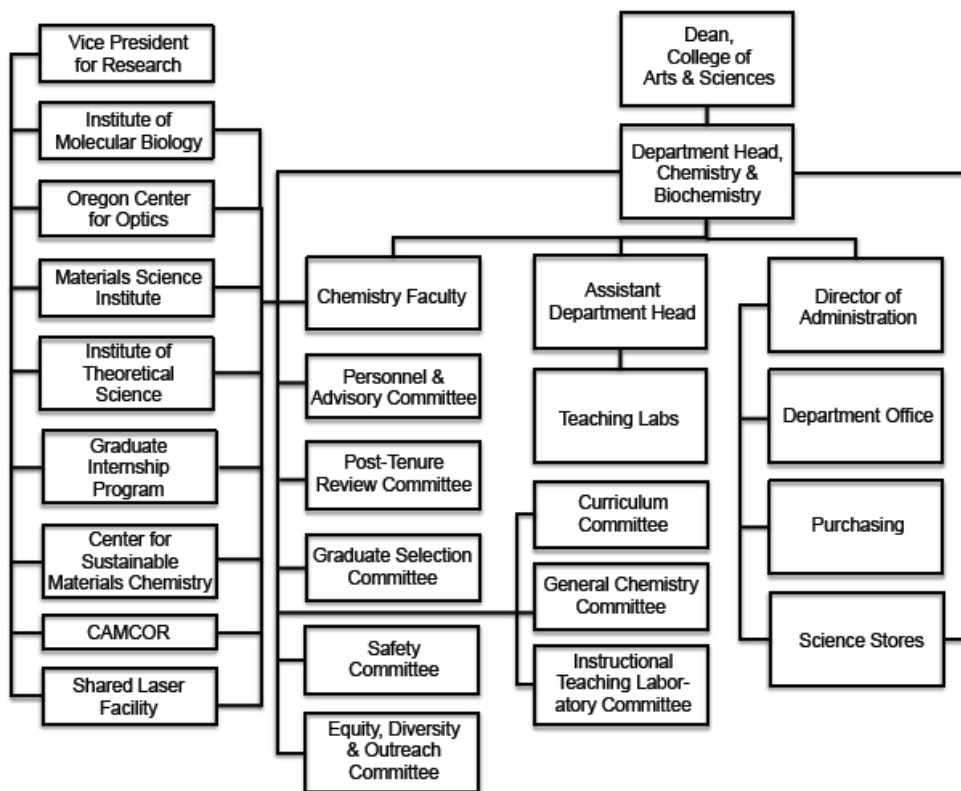 Vice President
for Research
Institute of
Molecular Biology
Oregon Center
for Optics
Materials Science
Institute
Institute of
Theoretical
Science
Graduate
Internship
Program
Center for
Sustainable
Materials Chemistry
CAMCOR
Shared Laser
Facility
Dean,
College of
Arts & Sciences
Department Head,
Chemistry &
Biochemistry
Chemistry Faculty
Personnel &
Advisory Committee
Post-Tenure
Review Committee
Graduate Selection
Committee
Safety
Committee
Equity, Diversity
& Outreach
Committee
Assistant
Department Head
Teaching Labs
Curriculum
Committee
General Chemistry
Committee
Instructional
Teaching Labor-
atory Committee
Director of
Administration
Department Office
Purchasing
Science Stores